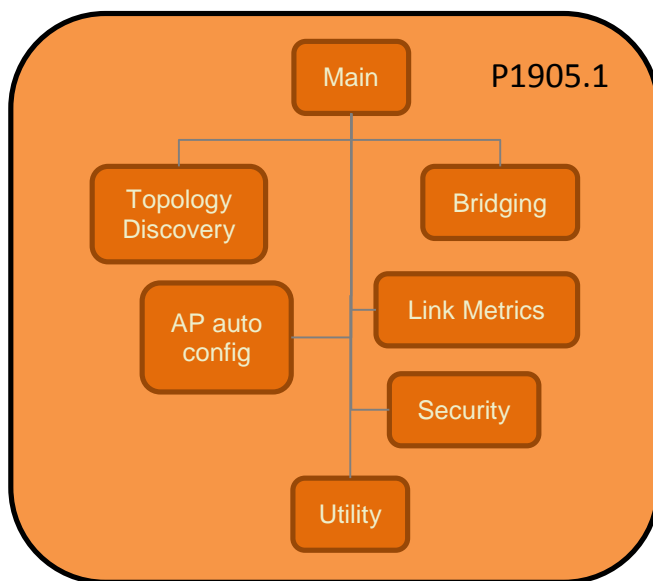 Main
P1905.1
Topology
Discovery
Bridging
AP auto
config
Link Metrics
Security
Utility